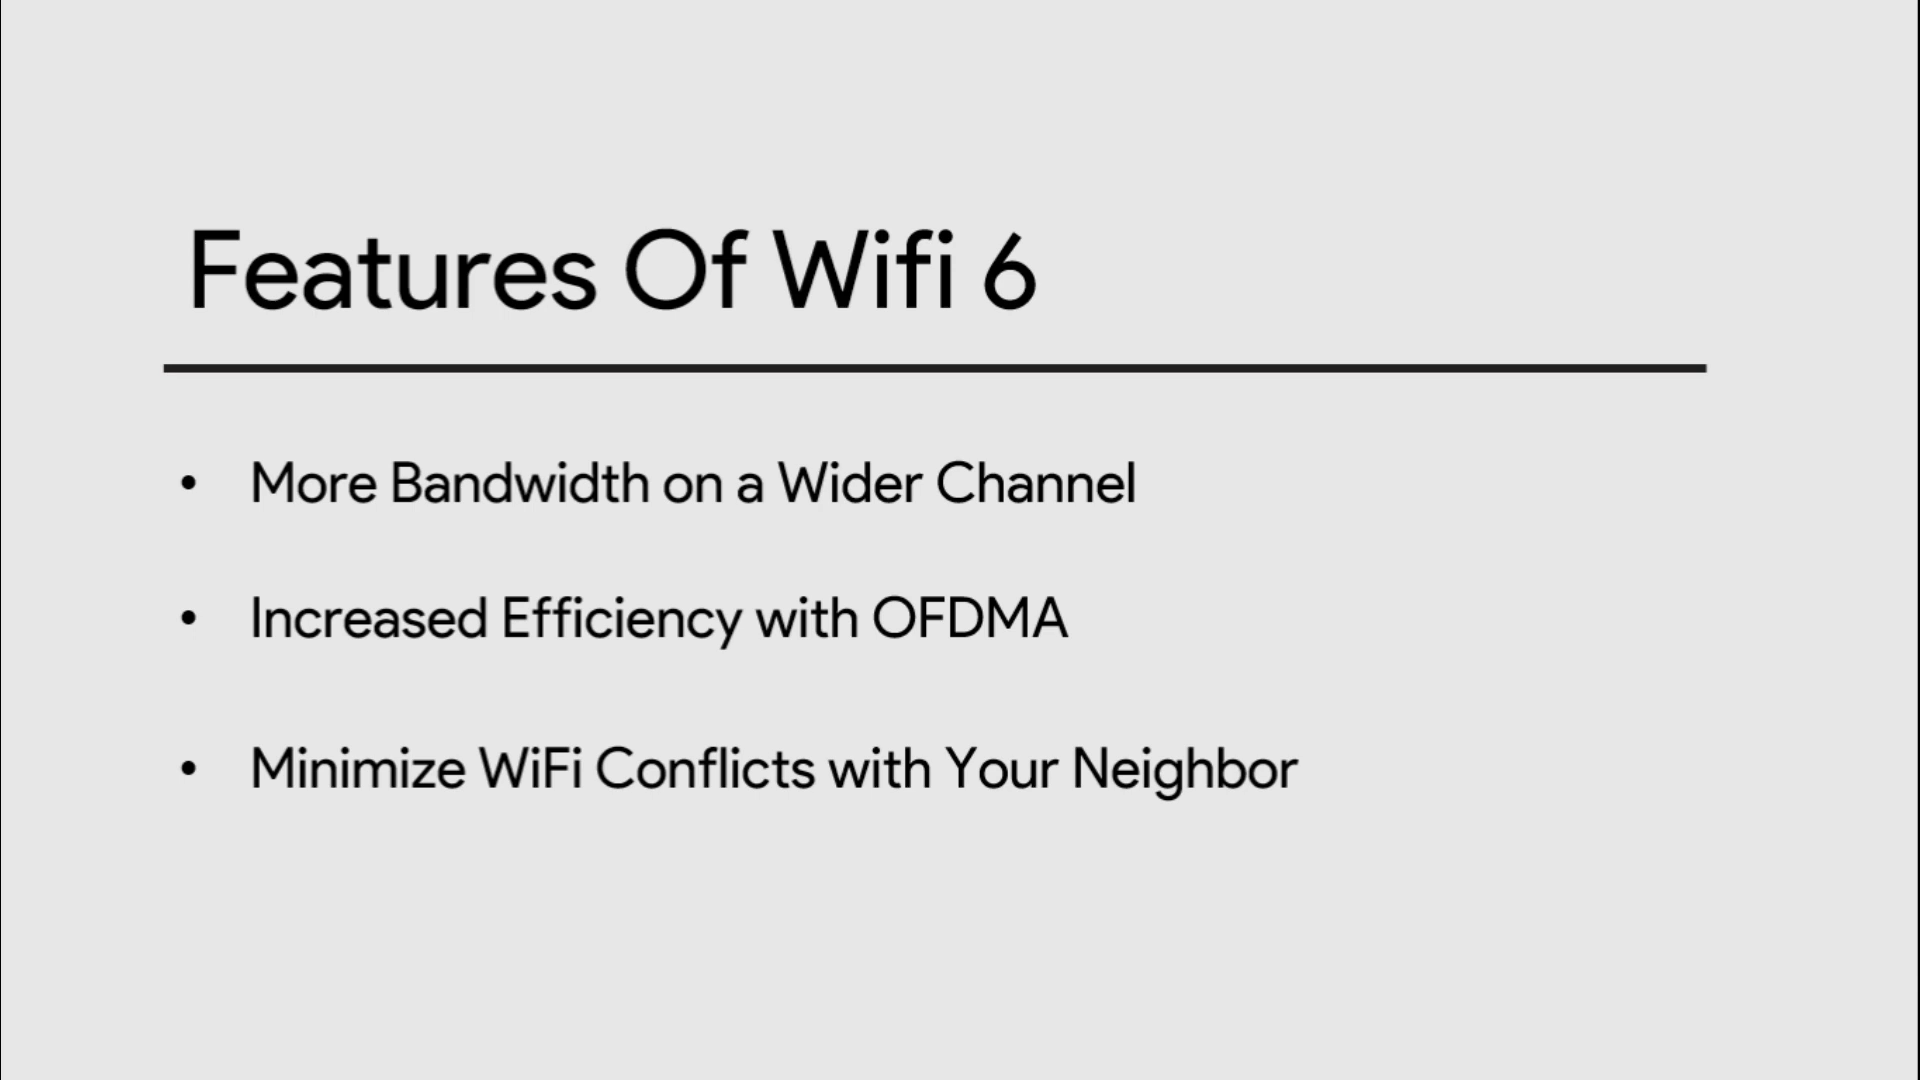 Features Of Wifi 6
• More Bandwidth on a Wider Channel
• Increased Efficiency with OFDMA
• Minimize WiFi Conflicts with Your Neighbor